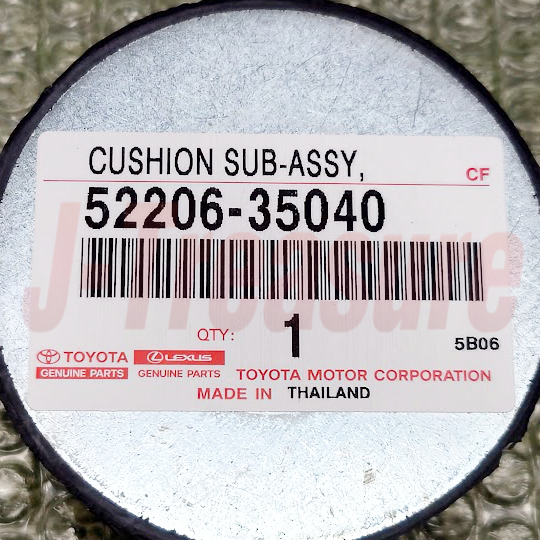 CUSHION SUB-ASSY,
CF
52206-35040
J-Treasure
QTY: 1
5B06
TOYOTA LEXUS
GENUINE PARTS GENUINE PARTS TOYOTA MOTOR CORPORATION
MADE IN THAILAND